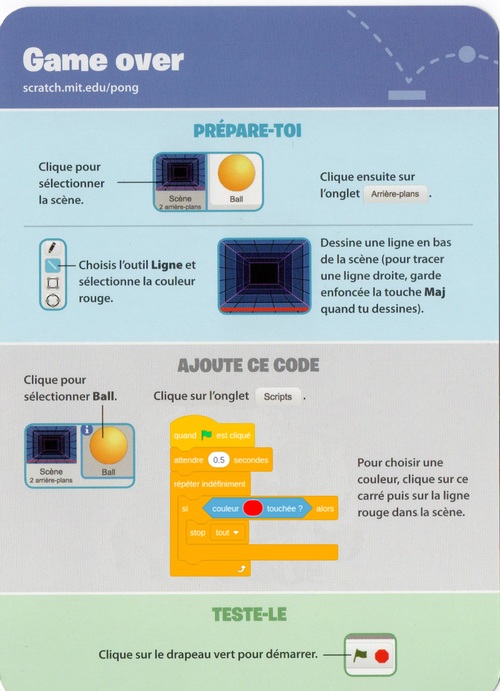 Game over
scratch.mit.edu/pong
PRÉPARE-TOI
Clique pour
sélectionner
la scène.
Scène
2 arrière-plans
Ball
Clique ensuite sur
l'onglet Arrière-plans .
Choisis l'outil Ligne et
sélectionne la couleur
rouge.
Dessine une ligne en bas
de la scène (pour tracer
une ligne droite, garde
enfoncée la touche Maj
quand tu dessines).
AJOUTE CE CODE
Clique pour
sélectionner Ball.
Scène
2 arrière-plans
Ball
Clique sur l'onglet Scripts .
quand est cliqué
attendre 0.5 secondes
répéter indéfiniment
si couleur touchée ? alors
stop tout
Pour choisir une
couleur, clique sur ce
carré puis sur la ligne
rouge dans la scène.
TESTE-LE
Clique sur le drapeau vert pour démarrer.